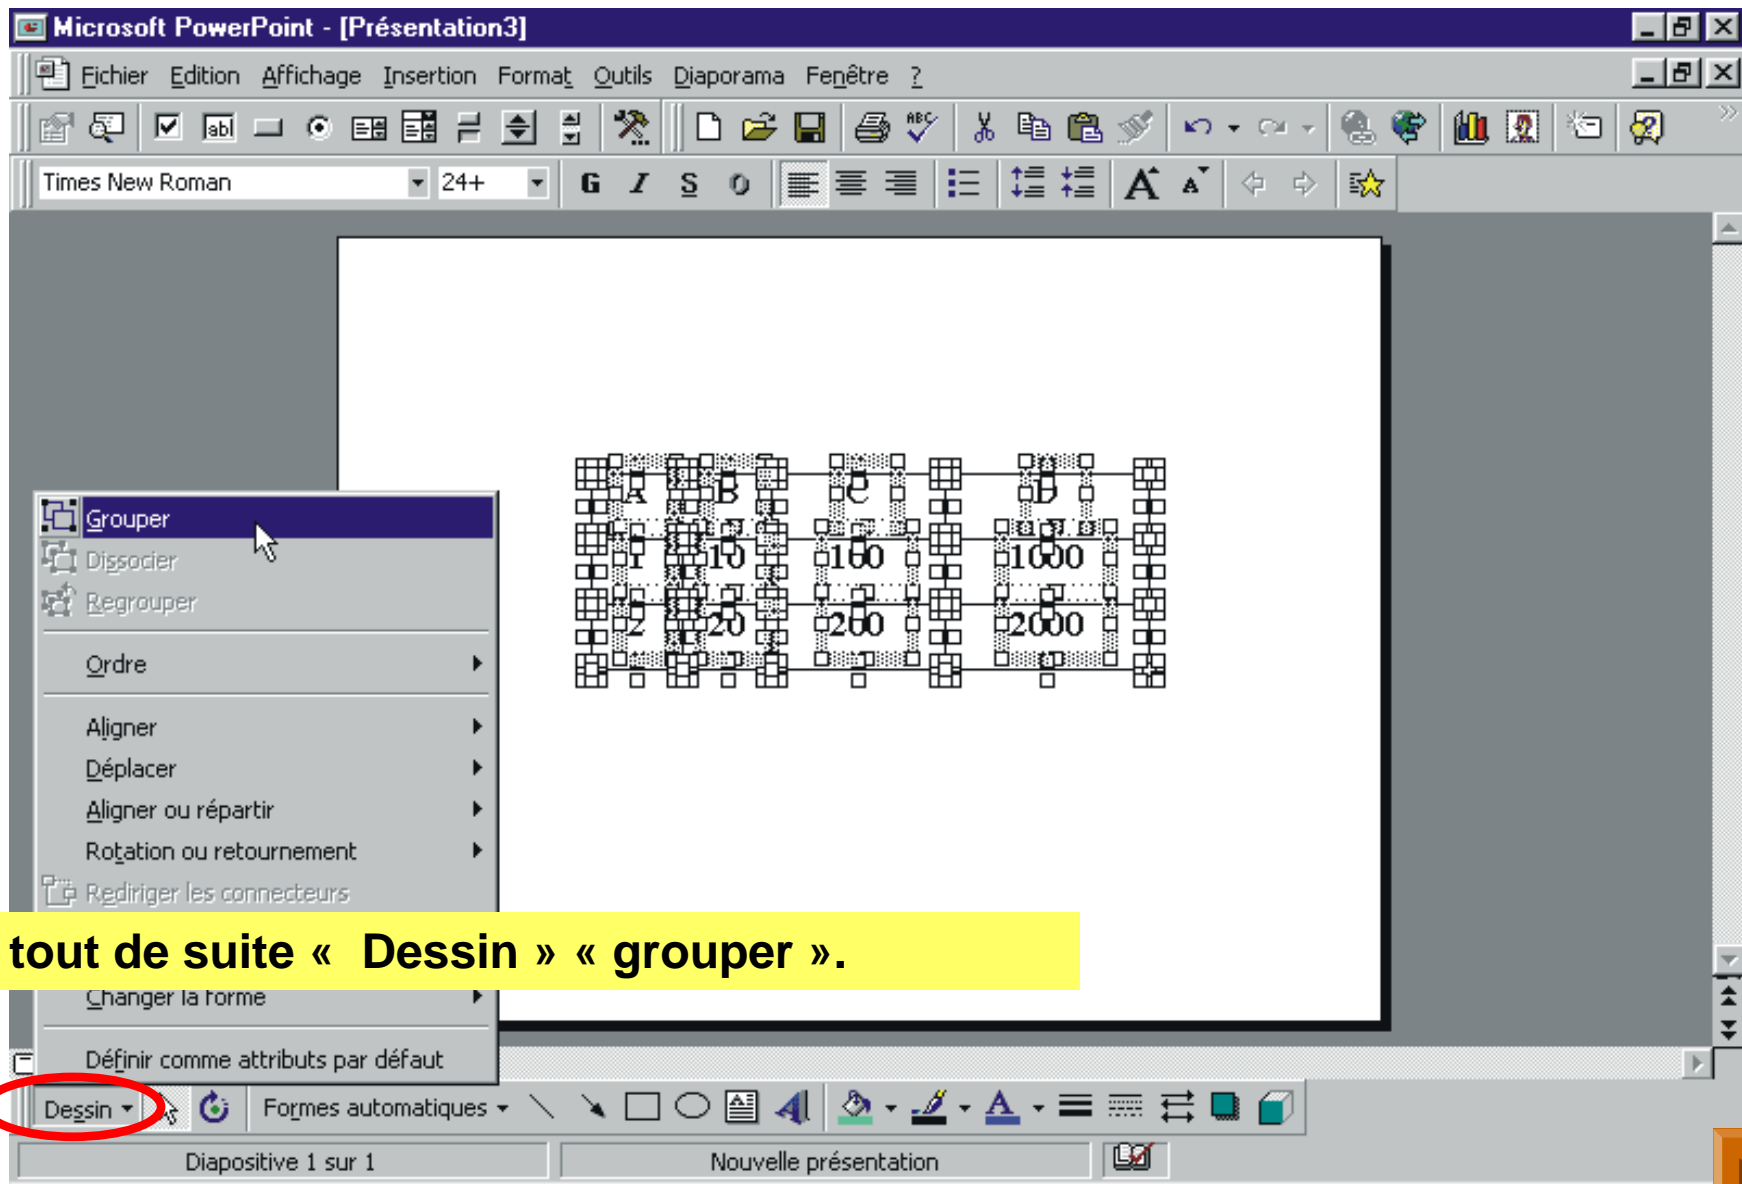 Microsoft PowerPoint - [Présentation3]
Fichier Edition Affichage Insertion Format Outils Diaporama Fenêtre ?
abl ABC
Times New Roman 24+ G I S O A A
A B C D
1 10 100 1000
2 20 200 2000
Grouper
Dissocier
Regrouper
Ordre
Aligner
Déplacer
Aligner ou répartir
Rotation ou retournement
Rediriger les connecteurs
tout de suite « Dessin » « grouper ».
Changer la forme
Définir comme attributs par défaut
Dessin Formes automatiques A A
Diapositive 1 sur 1 Nouvelle présentation